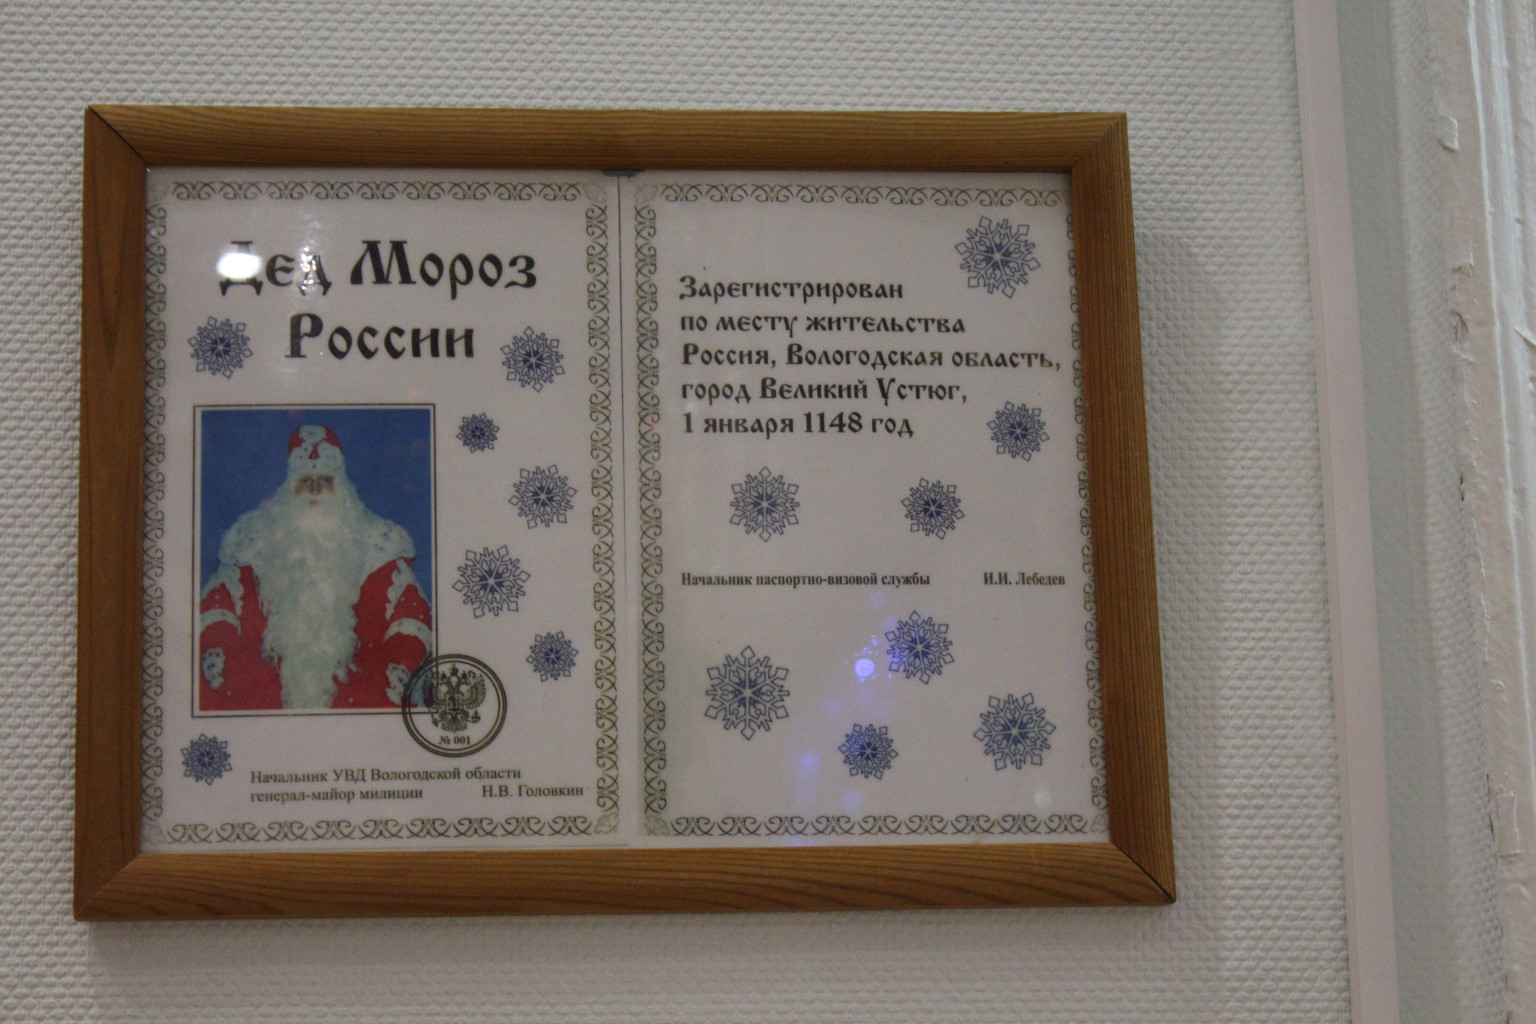 Дед Мороз
России
№ 001
Начальник УВД Вологодской области
генерал-майор милиции Н.В. Головкин
Зарегистрирован
по месту жительства
Россия, Вологодская область,
город Великий Устюг,
1 января 1148 год
Начальник паспортно-визовой службы И.И. Лебедев